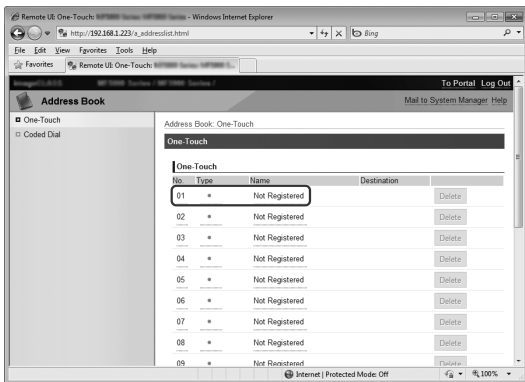 Remote UI: One-Touch: - Windows Internet Explorer
http://192.168.1.223/a_addresslist.html
Bing
File Edit View Favorites Tools Help
Favorites Remote UI: One-Touch:
To Portal Log Out
Address Book
Mail to System Manager Help
One-Touch
Coded Dial
Address Book: One-Touch
One-Touch
One-Touch
No. Type Name Destination
01 Not Registered Delete
02 Not Registered Delete
03 Not Registered Delete
04 Not Registered Delete
05 Not Registered Delete
06 Not Registered Delete
07 Not Registered Delete
08 Not Registered Delete
09 Not Registered Delete
Internet | Protected Mode: Off 100%